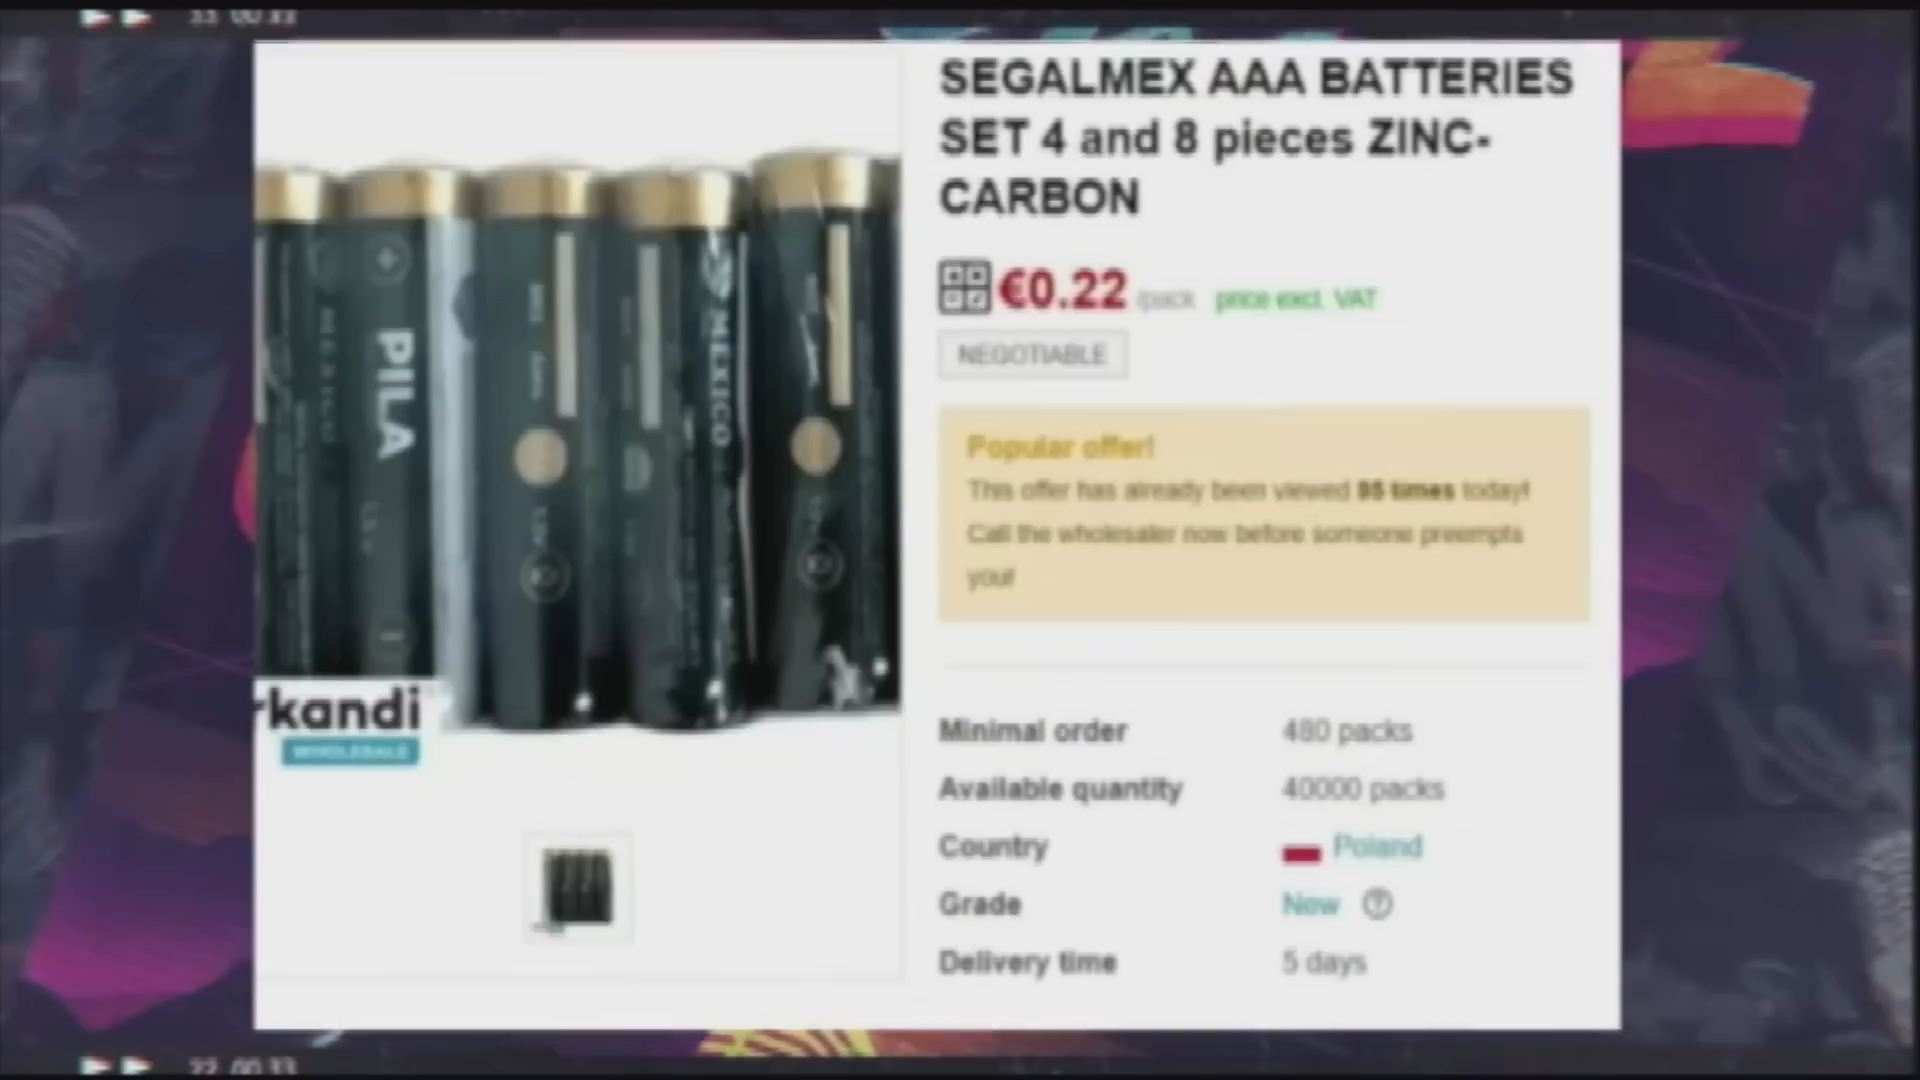 SEGALMEX AAA BATTERIES
SET 4 and 8 pieces ZINC-
CARBON
€0.22 /pack price excl. VAT
NEGOTIABLE
Popular offer!
This offer has already been viewed 95 times today!
Call the wholesaler now before someone preempts
you!
Minimal order 480 packs
Available quantity 40000 packs
Country Poland
Grade New
Delivery time 5 days
PILA
MEXICO
rkandi
WHOLESALE